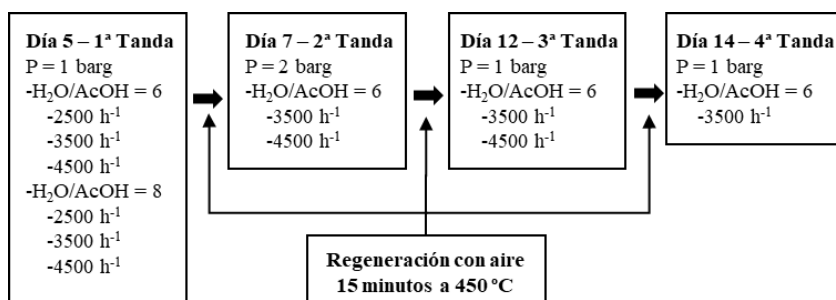 Día 5 – 1ª Tanda
P = 1 barg
-H₂O/AcOH = 6
-2500 h⁻¹
-3500 h⁻¹
-4500 h⁻¹
-H₂O/AcOH = 8
-2500 h⁻¹
-3500 h⁻¹
-4500 h⁻¹
Día 7 – 2ª Tanda
P = 2 barg
-H₂O/AcOH = 6
-3500 h⁻¹
-4500 h⁻¹
Día 12 – 3ª Tanda
P = 1 barg
-H₂O/AcOH = 6
-3500 h⁻¹
-4500 h⁻¹
Día 14 – 4ª Tanda
P = 1 barg
-H₂O/AcOH = 6
-3500 h⁻¹
Regeneración con aire
15 minutos a 450 ºC